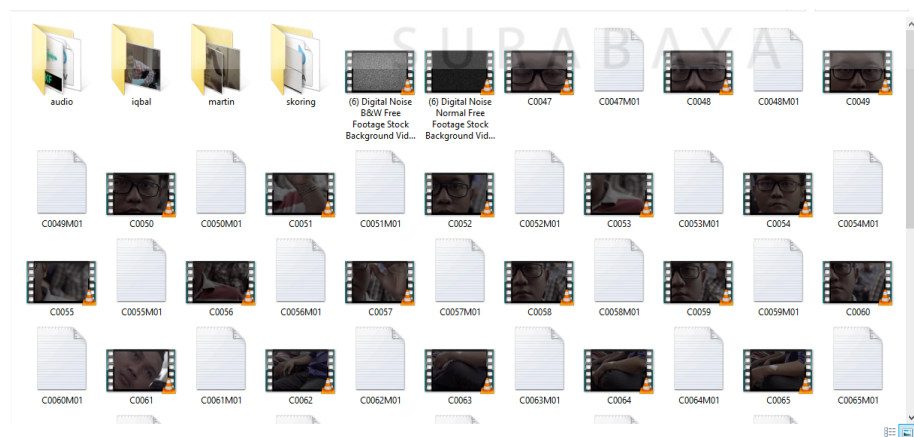 SURABAYA
audio
iqbal
martin
skoring
(6) Digital Noise
B&W Free
Footage Stock
Background Vid...
(6) Digital Noise
Normal Free
Footage Stock
Background Vid...
C0047
C0047M01
C0048
C0048M01
C0049
C0049M01
C0050
C0050M01
C0051
C0051M01
C0052
C0052M01
C0053
C0053M01
C0054
C0054M01
C0055
C0055M01
C0056
C0056M01
C0057
C0057M01
C0058
C0058M01
C0059
C0059M01
C0060
C0060M01
C0061
C0061M01
C0062
C0062M01
C0063
C0063M01
C0064
C0064M01
C0065
C0065M01